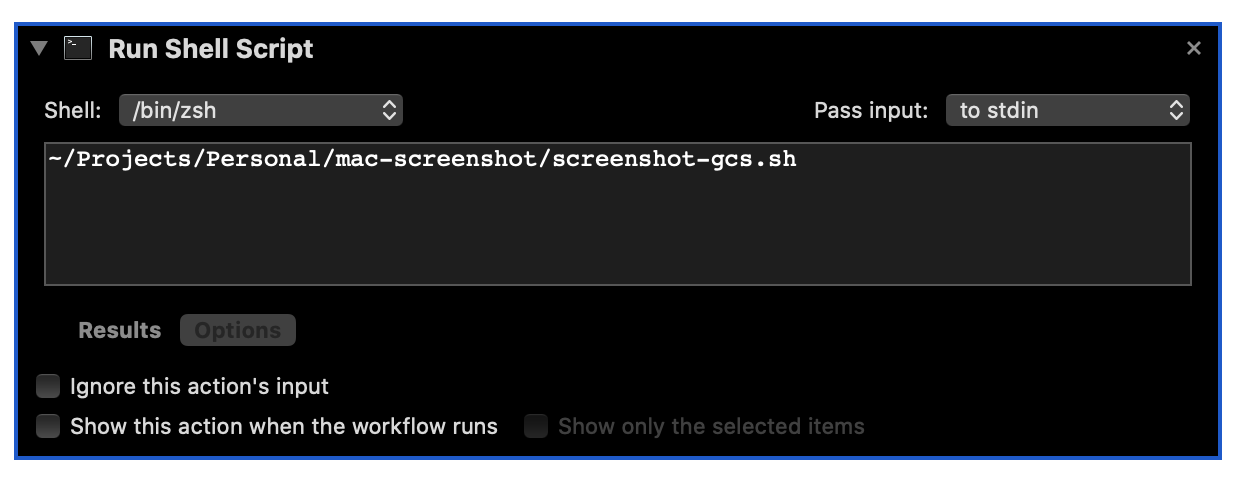 Run Shell Script
Shell: /bin/zsh Pass input: to stdin
~/Projects/Personal/mac-screenshot/screenshot-gcs.sh
Results Options
Ignore this action's input
Show this action when the workflow runs Show only the selected items